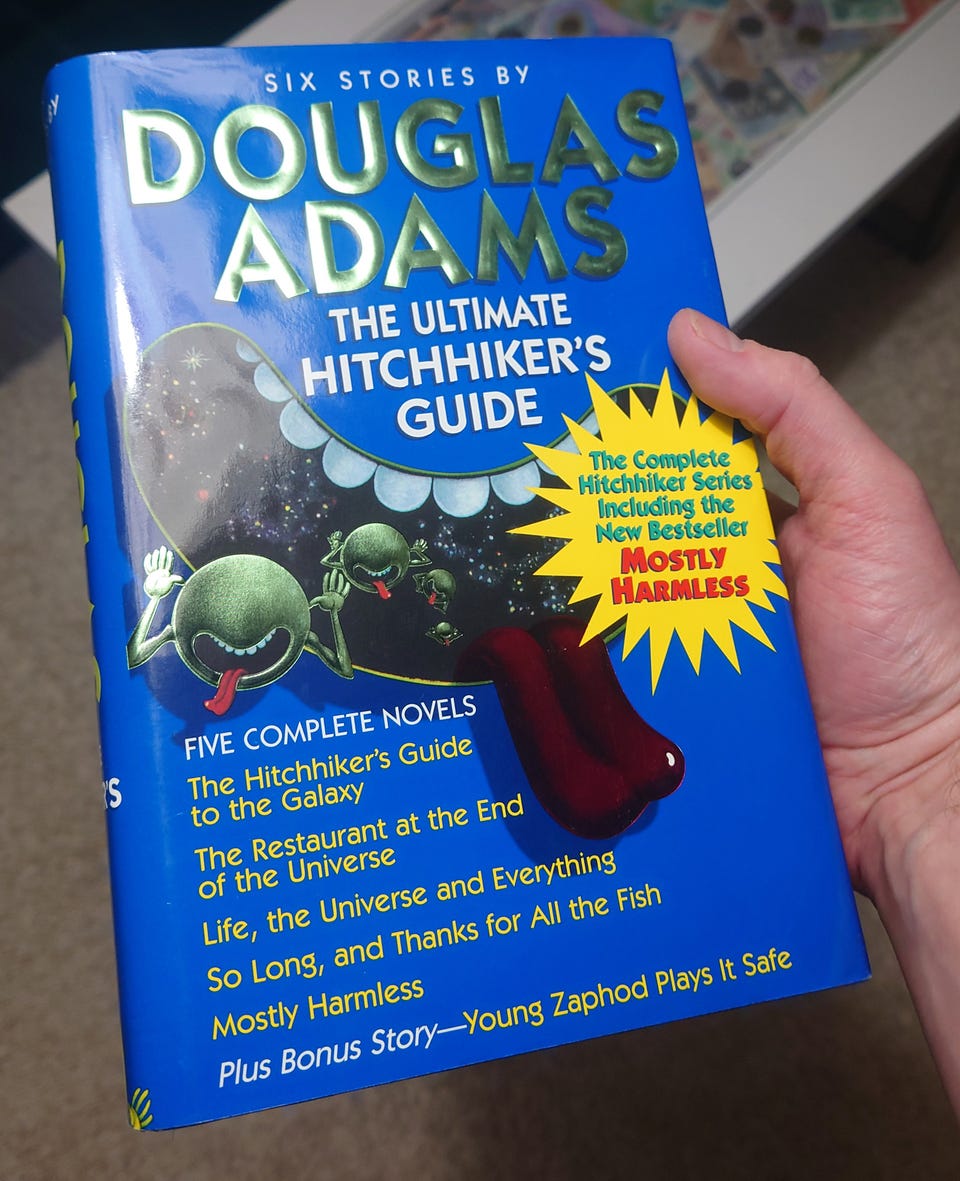 SIX STORIES BY
DOUGLAS
ADAMS
THE ULTIMATE
HITCHHIKER'S
GUIDE
The Complete
Hitchhiker Series
Including the
New Bestseller
MOSTLY
HARMLESS
FIVE COMPLETE NOVELS
The Hitchhiker's Guide
to the Galaxy
The Restaurant at the End
of the Universe
Life, the Universe and Everything
So Long, and Thanks for All the Fish
Mostly Harmless
Plus Bonus Story—Young Zaphod Plays It Safe